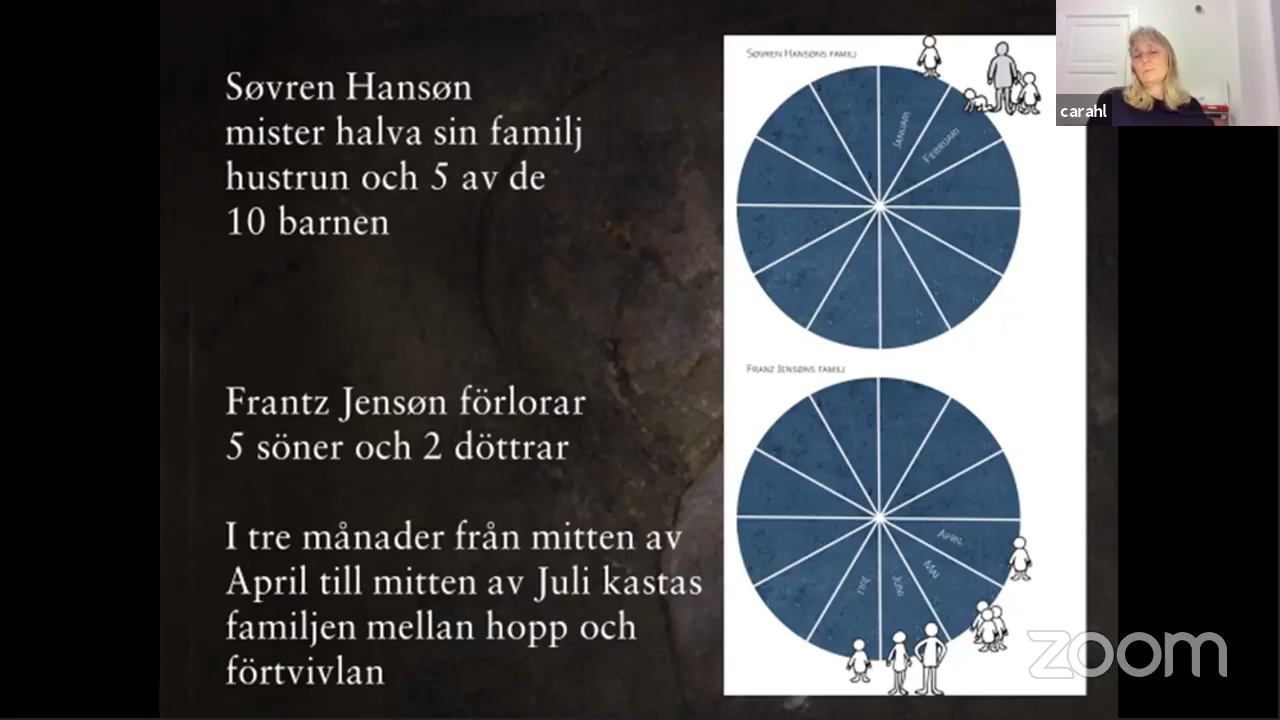 Søvren Hansøn
mister halva sin familj
hustrun och 5 av de
10 barnen
Frantz Jensøn förlorar
5 söner och 2 döttrar
I tre månader från mitten av
April till mitten av Juli kastas
familjen mellan hopp och
förtvivlan
Søvren Hansøns familj
Januari
Februari
Franz Jensøns familj
April
Maj
Juni
Juli
carahl
zoom